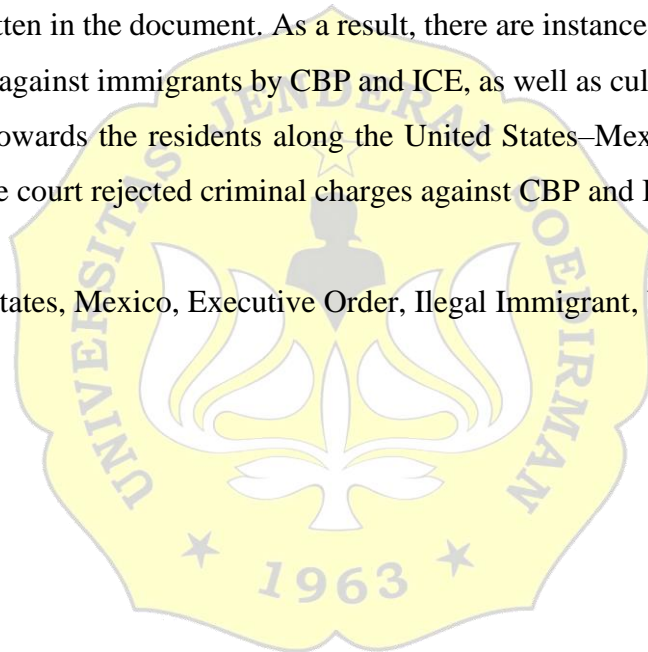 tten in the document. As a result, there are instance
against immigrants by CBP and ICE, as well as cul
owards the residents along the United States–Mex
e court rejected criminal charges against CBP and I
tates, Mexico, Executive Order, Ilegal Immigrant,
UNIVERSITAS JENDERAL SOEDIRMAN
1963